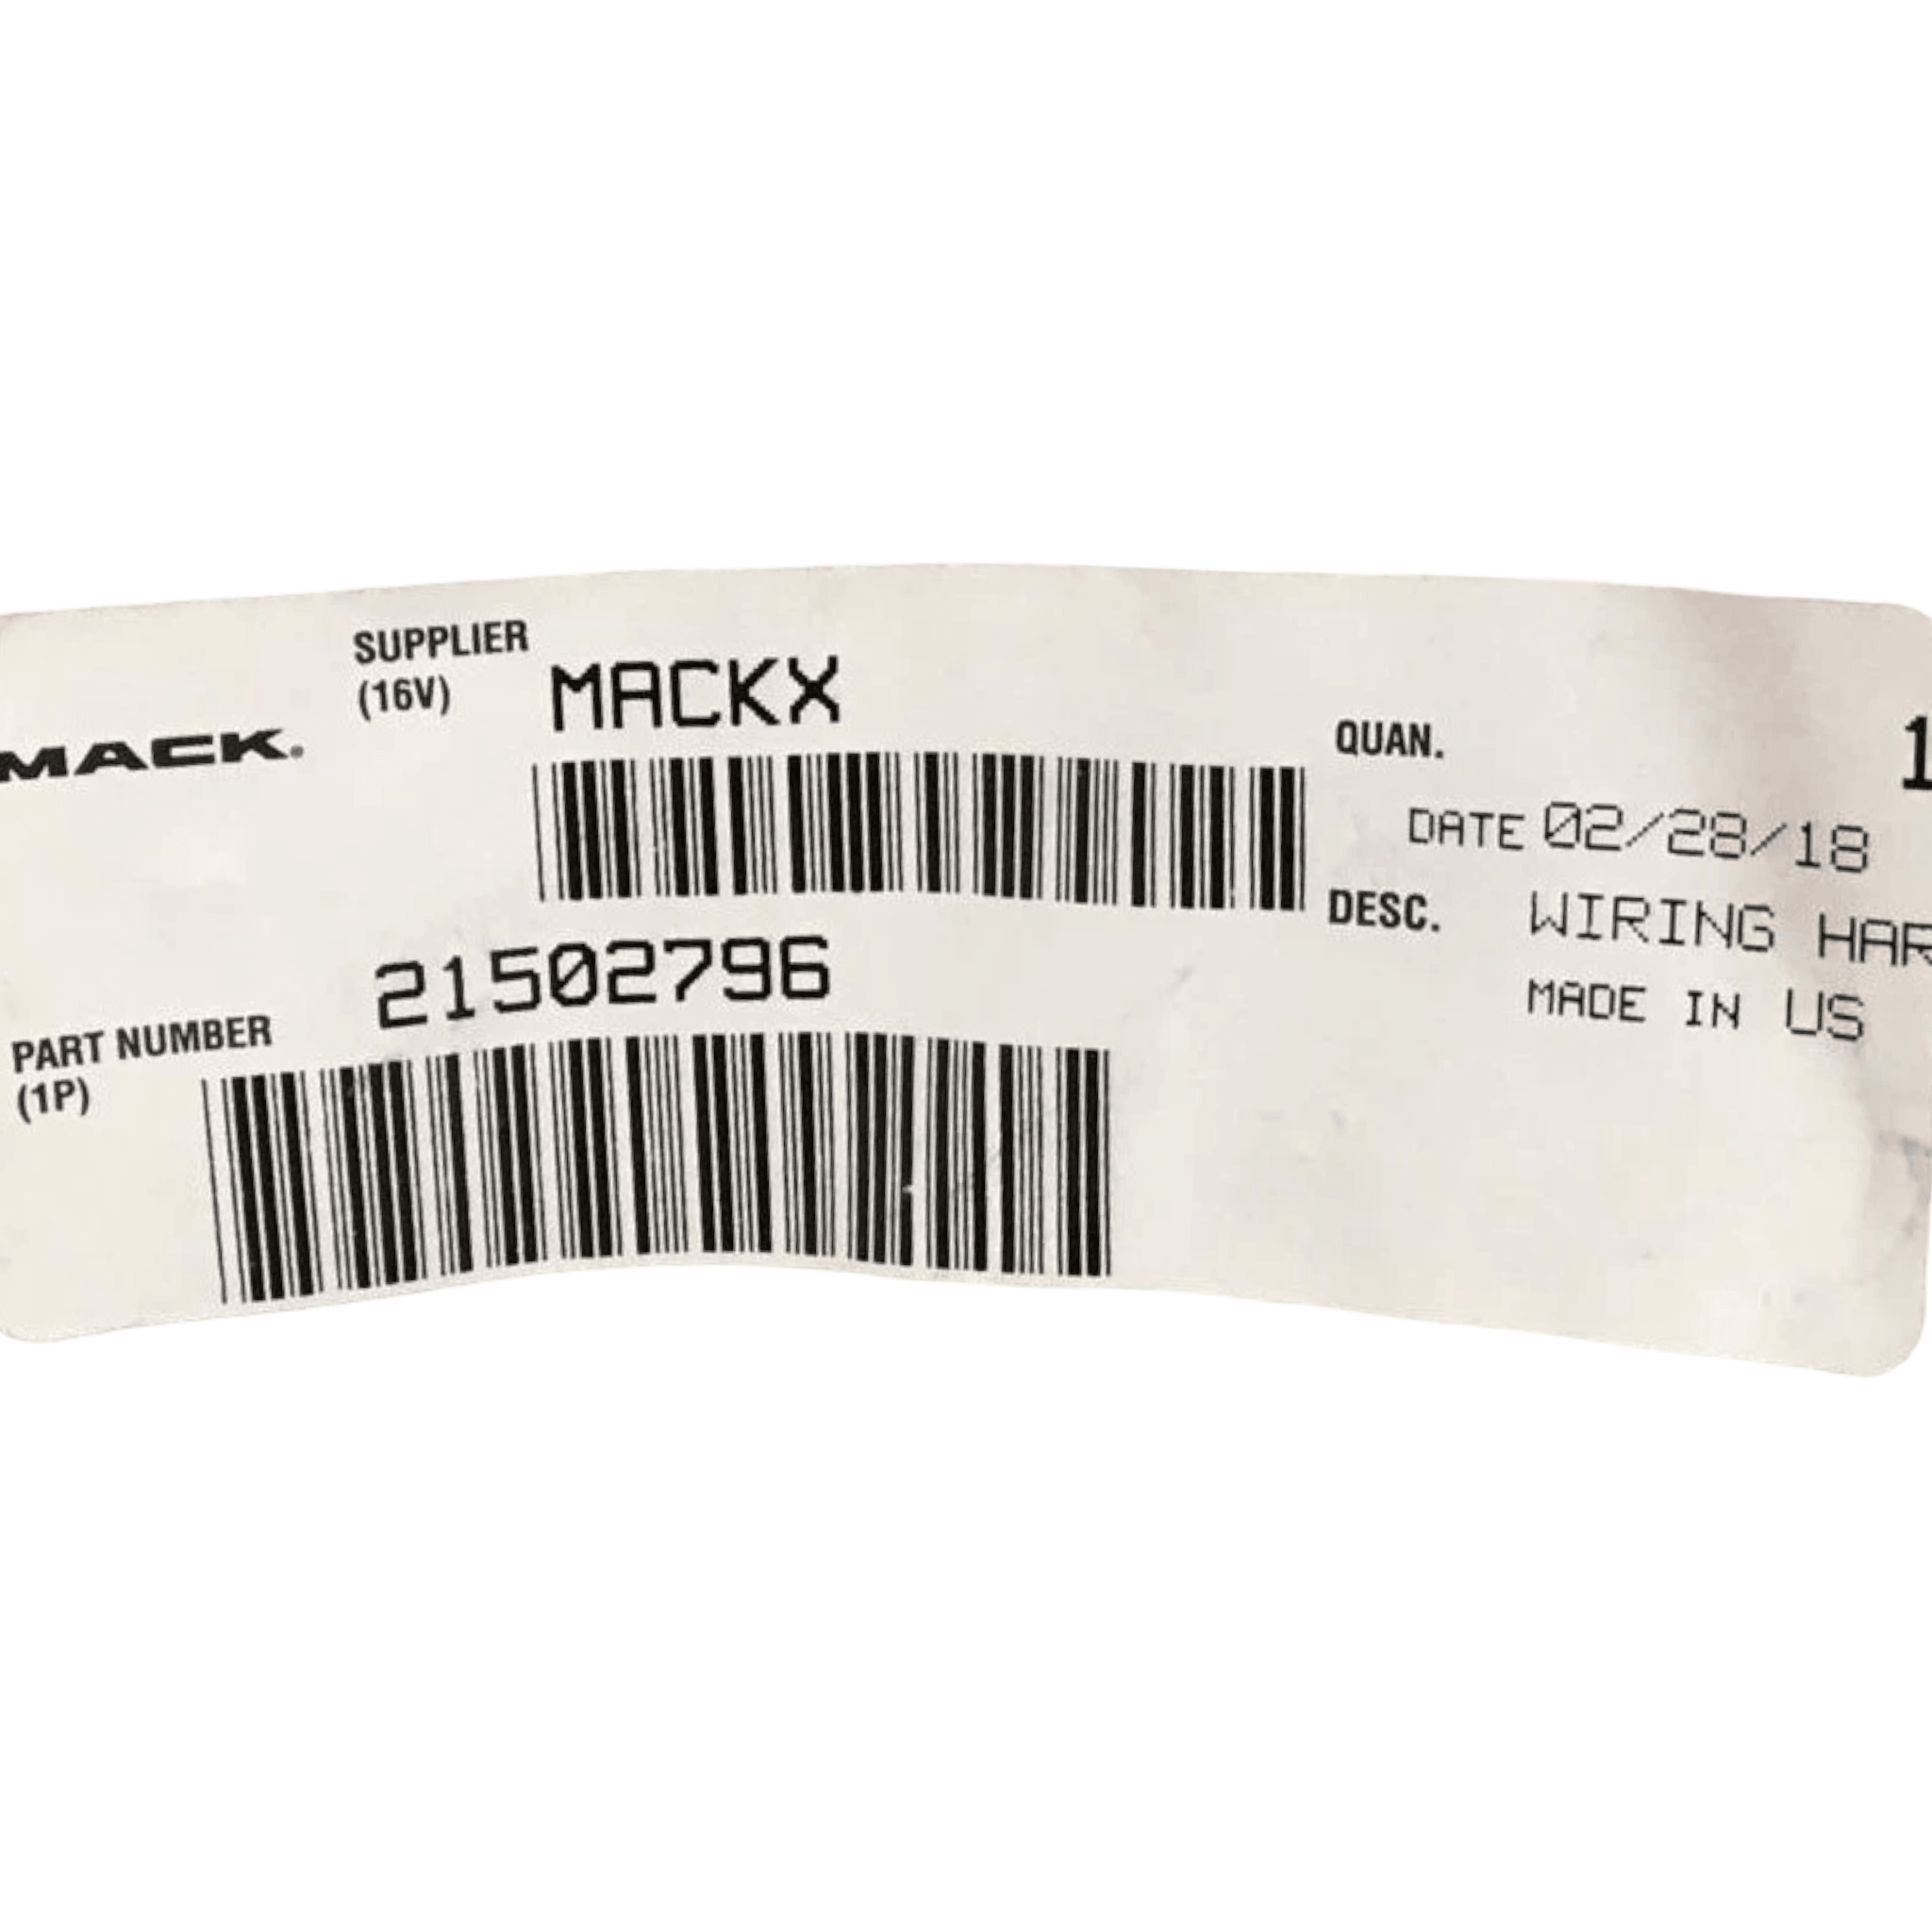 MACK®
SUPPLIER
(16V)
MACKX
QUAN. 1
DATE 02/28/18
DESC. WIRING HAR
MADE IN US
21502796
PART NUMBER
(1P)